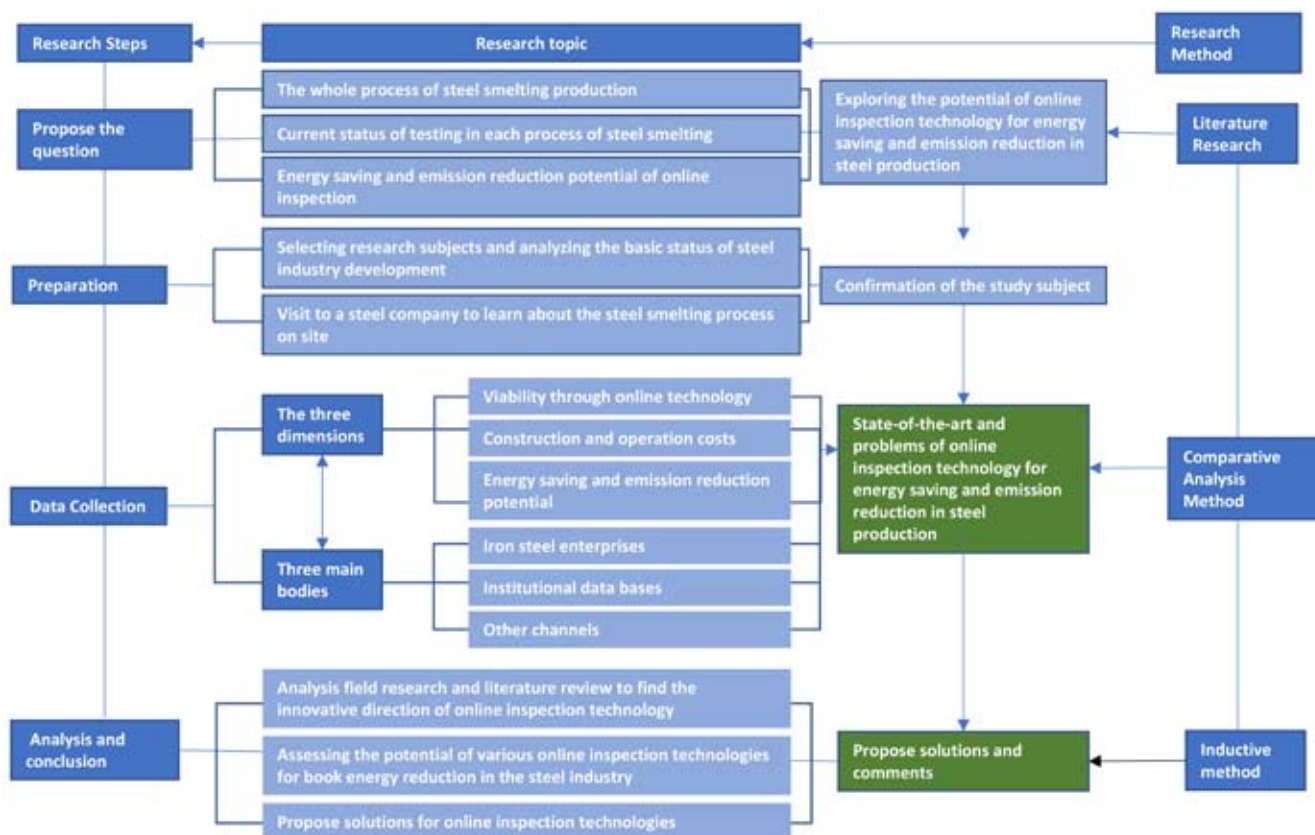 Research Steps
Research topic
Research
Method
The whole process of steel smelting production
Current status of testing in each process of steel smelting
Energy saving and emission reduction potential of online
inspection
Propose the
question
Exploring the potential of online
inspection technology for energy
saving and emission reduction in
steel production
Literature
Research
Selecting research subjects and analyzing the basic status of steel
industry development
Preparation
Visit to a steel company to learn about the steel smelting process
on site
Confirmation of the study subject
Data Collection
The three
dimensions
Three main
bodies
Viability through online technology
Construction and operation costs
Energy saving and emission reduction
potential
Iron steel enterprises
Institutional data bases
Other channels
State-of-the-art and
problems of online
inspection technology for
energy saving and emission
reduction in steel
production
Comparative
Analysis
Method
Analysis and
conclusion
Analysis field research and literature review to find the
innovative direction of online inspection technology
Assessing the potential of various online inspection technologies
for book energy reduction in the steel industry
Propose solutions for online inspection technologies
Propose solutions and
comments
Inductive
method